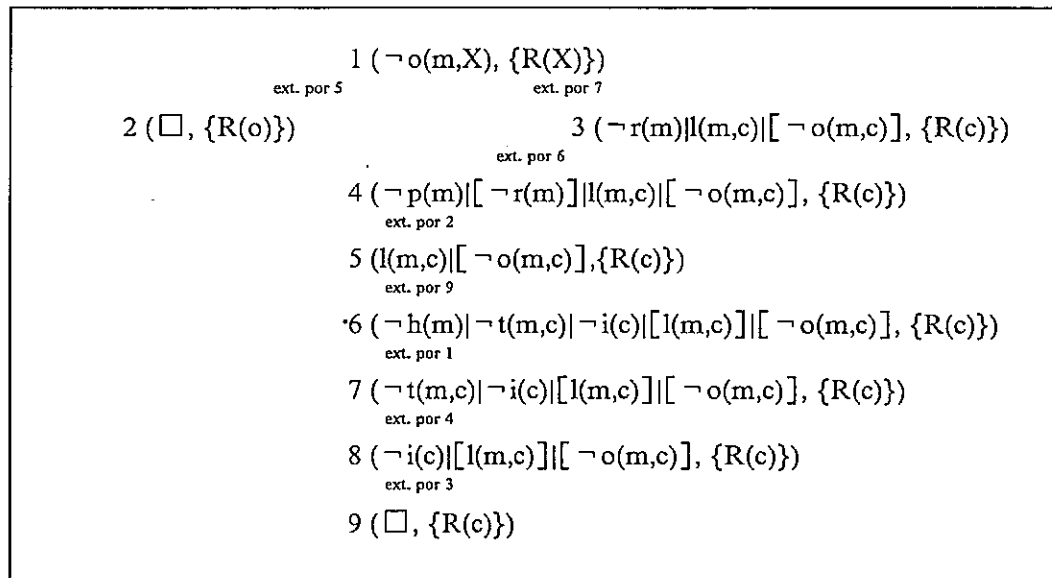 1 ( ¬ o(m,X), {R(X)})
ext. por 5 ext. por 7
2 (□, {R(o)}) 3 ( ¬ r(m)|l(m,c)|[ ¬ o(m,c)], {R(c)})
ext. por 6
4 ( ¬ p(m)|[ ¬ r(m)]|l(m,c)|[ ¬ o(m,c)], {R(c)})
ext. por 2
5 (l(m,c)|[ ¬ o(m,c)],{R(c)})
ext. por 9
6 ( ¬ h(m)| ¬ t(m,c)| ¬ i(c)|[l(m,c)]|[ ¬ o(m,c)], {R(c)})
ext. por 1
7 ( ¬ t(m,c)| ¬ i(c)|[l(m,c)]|[ ¬ o(m,c)], {R(c)})
ext. por 4
8 ( ¬ i(c)|[l(m,c)]|[ ¬ o(m,c)], {R(c)})
ext. por 3
9 (□, {R(c)})